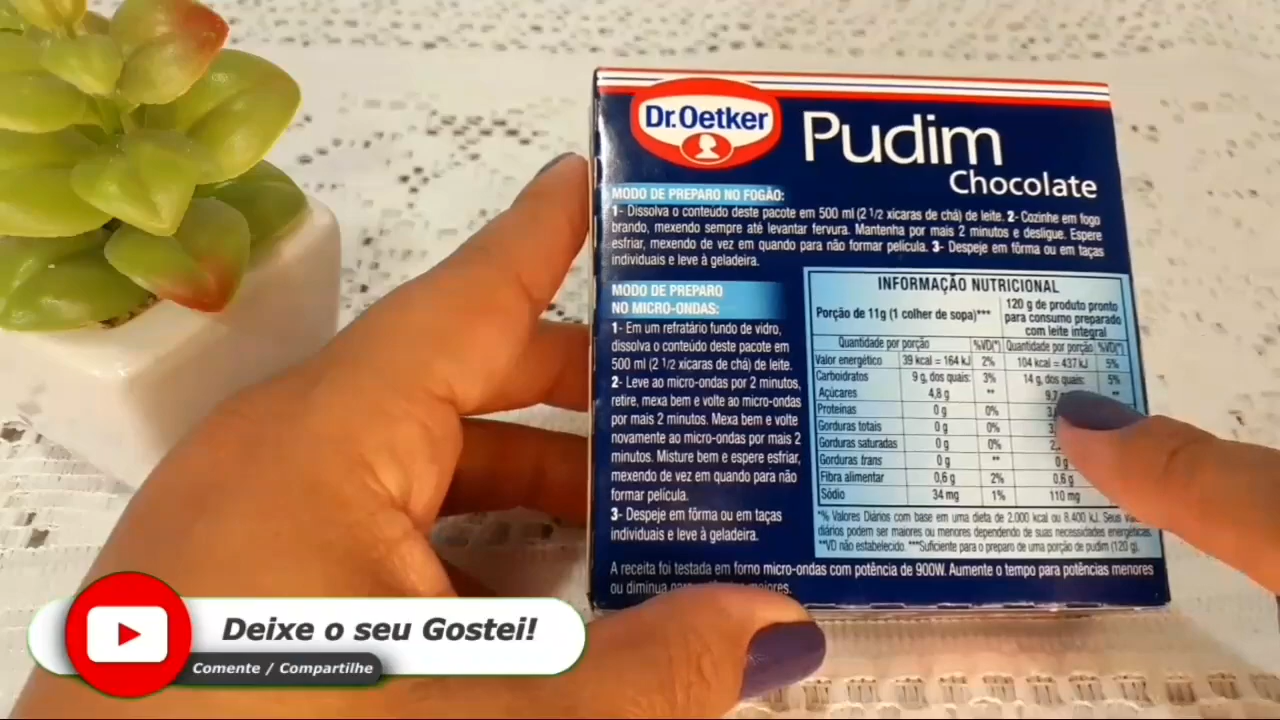 Dr.Oetker
Pudim
Chocolate
MODO DE PREPARO NO FOGÃO:
1- Dissolva o conteúdo deste pacote em 500 ml (2 1/2 xícaras de chá) de leite. 2- Cozinhe em fogo
brando, mexendo sempre até levantar fervura. Mantenha por mais 2 minutos e desligue. Espere
esfriar, mexendo de vez em quando para não formar película. 3- Despeje em fôrma ou em taças
individuais e leve à geladeira.
MODO DE PREPARO
NO MICRO-ONDAS:
1- Em um refratário fundo de vidro,
dissolva o conteúdo deste pacote em
500 ml (2 1/2 xícaras de chá) de leite.
2- Leve ao micro-ondas por 2 minutos,
retire, mexa bem e volte ao micro-ondas
por mais 2 minutos. Mexa bem e volte
novamente ao micro-ondas por mais 2
minutos. Misture bem e espere esfriar,
mexendo de vez em quando para não
formar película.
3- Despeje em fôrma ou em taças
individuais e leve à geladeira.
INFORMAÇÃO NUTRICIONAL
Porção de 11g (1 colher de sopa)***
120 g de produto pronto
para consumo preparado
com leite integral
Quantidade por porção %VD(*) Quantidade por porção %VD(*)
Valor energético 39 kcal = 164 kJ 2% 104 kcal = 437 kJ 5%
Carboidratos 9 g, dos quais: 3% 14 g, dos quais: 5%
Açúcares 4,8 g ** **
Proteínas 0 g 0%
Gorduras totais 0 g 0%
Gorduras saturadas 0 g 0%
Gorduras trans 0 g ** 0 g
Fibra alimentar 0,6 g 2% 0,6 g
Sódio 34 mg 1% 110 mg
*% Valores Diários com base em uma dieta de 2.000 kcal ou 8.400 kJ. Seus
diários podem ser maiores ou menores dependendo de suas necessidades energéticas.
**VD não estabelecido. ***Suficiente para o preparo de uma porção de pudim (120 g).
A receita foi testada em forno micro-ondas com potência de 900W. Aumente o tempo para potências menores
ou diminua
Deixe o seu Gostei!
Comente / Compartilhe